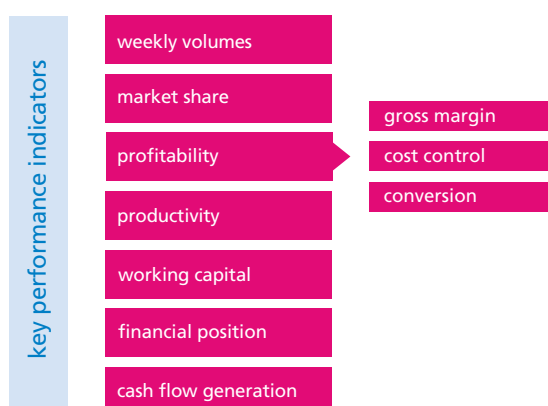 key performance indicators
weekly volumes
market share
profitability
productivity
working capital
financial position
cash flow generation
gross margin
cost control
conversion